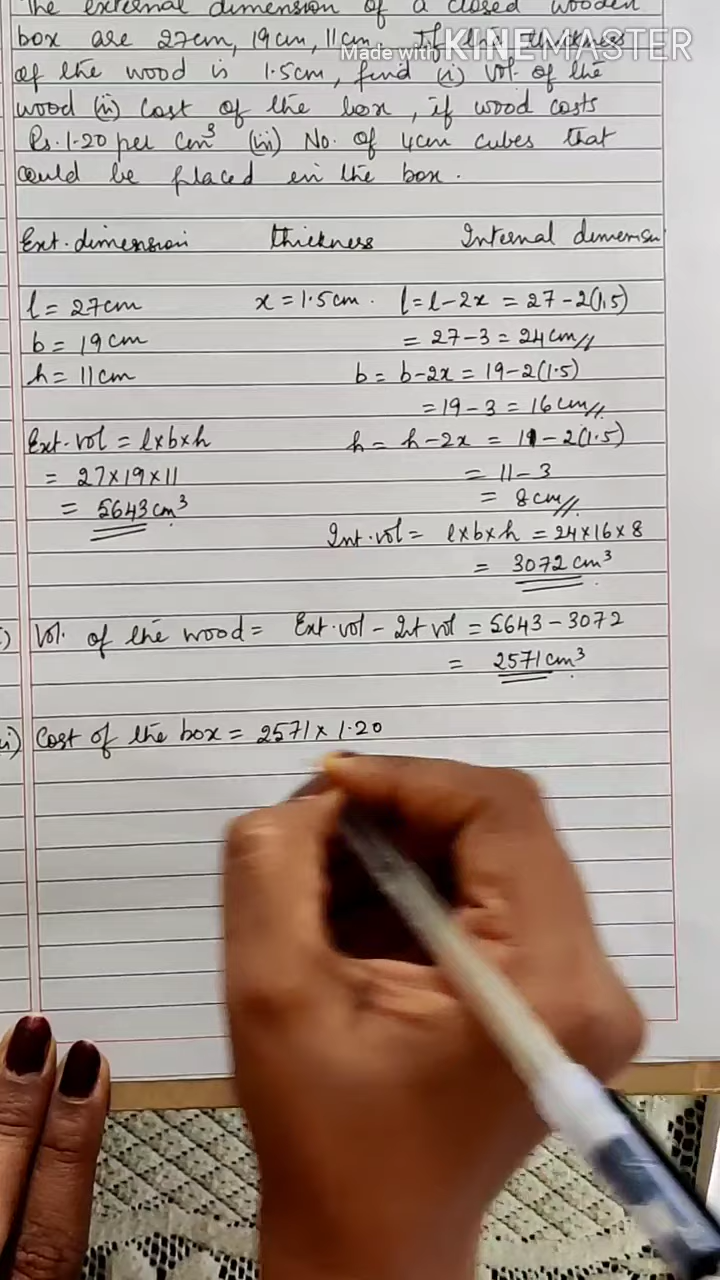 The external dimension of a closed wooden
box are 27cm, 19cm, 11cm. If the thickness
Made with KINEMASTER
of the wood is 1.5cm, find (i) Vol. of the
wood (ii) Cost of the box, if wood costs
Rs. 1.20 per cm³ (iii) No. of 4cm cubes that
could be placed in the box.
Ext. dimension thickness Internal dimension
l = 27cm x = 1.5cm. l = l - 2x = 27 - 2(1.5)
b = 19cm = 27 - 3 = 24cm//
h = 11cm b = b - 2x = 19 - 2(1.5)
= 19 - 3 = 16cm//
Ext. vol = l×b×h h = h - 2x = 11 - 2(1.5)
= 27×19×11 = 11 - 3
= 5643cm³ = 8cm//
Int. vol = l×b×h = 24×16×8
= 3072cm³
i) Vol. of the wood = Ext. vol - Int vol = 5643 - 3072
= 2571cm³
ii) Cost of the box = 2571 × 1.20